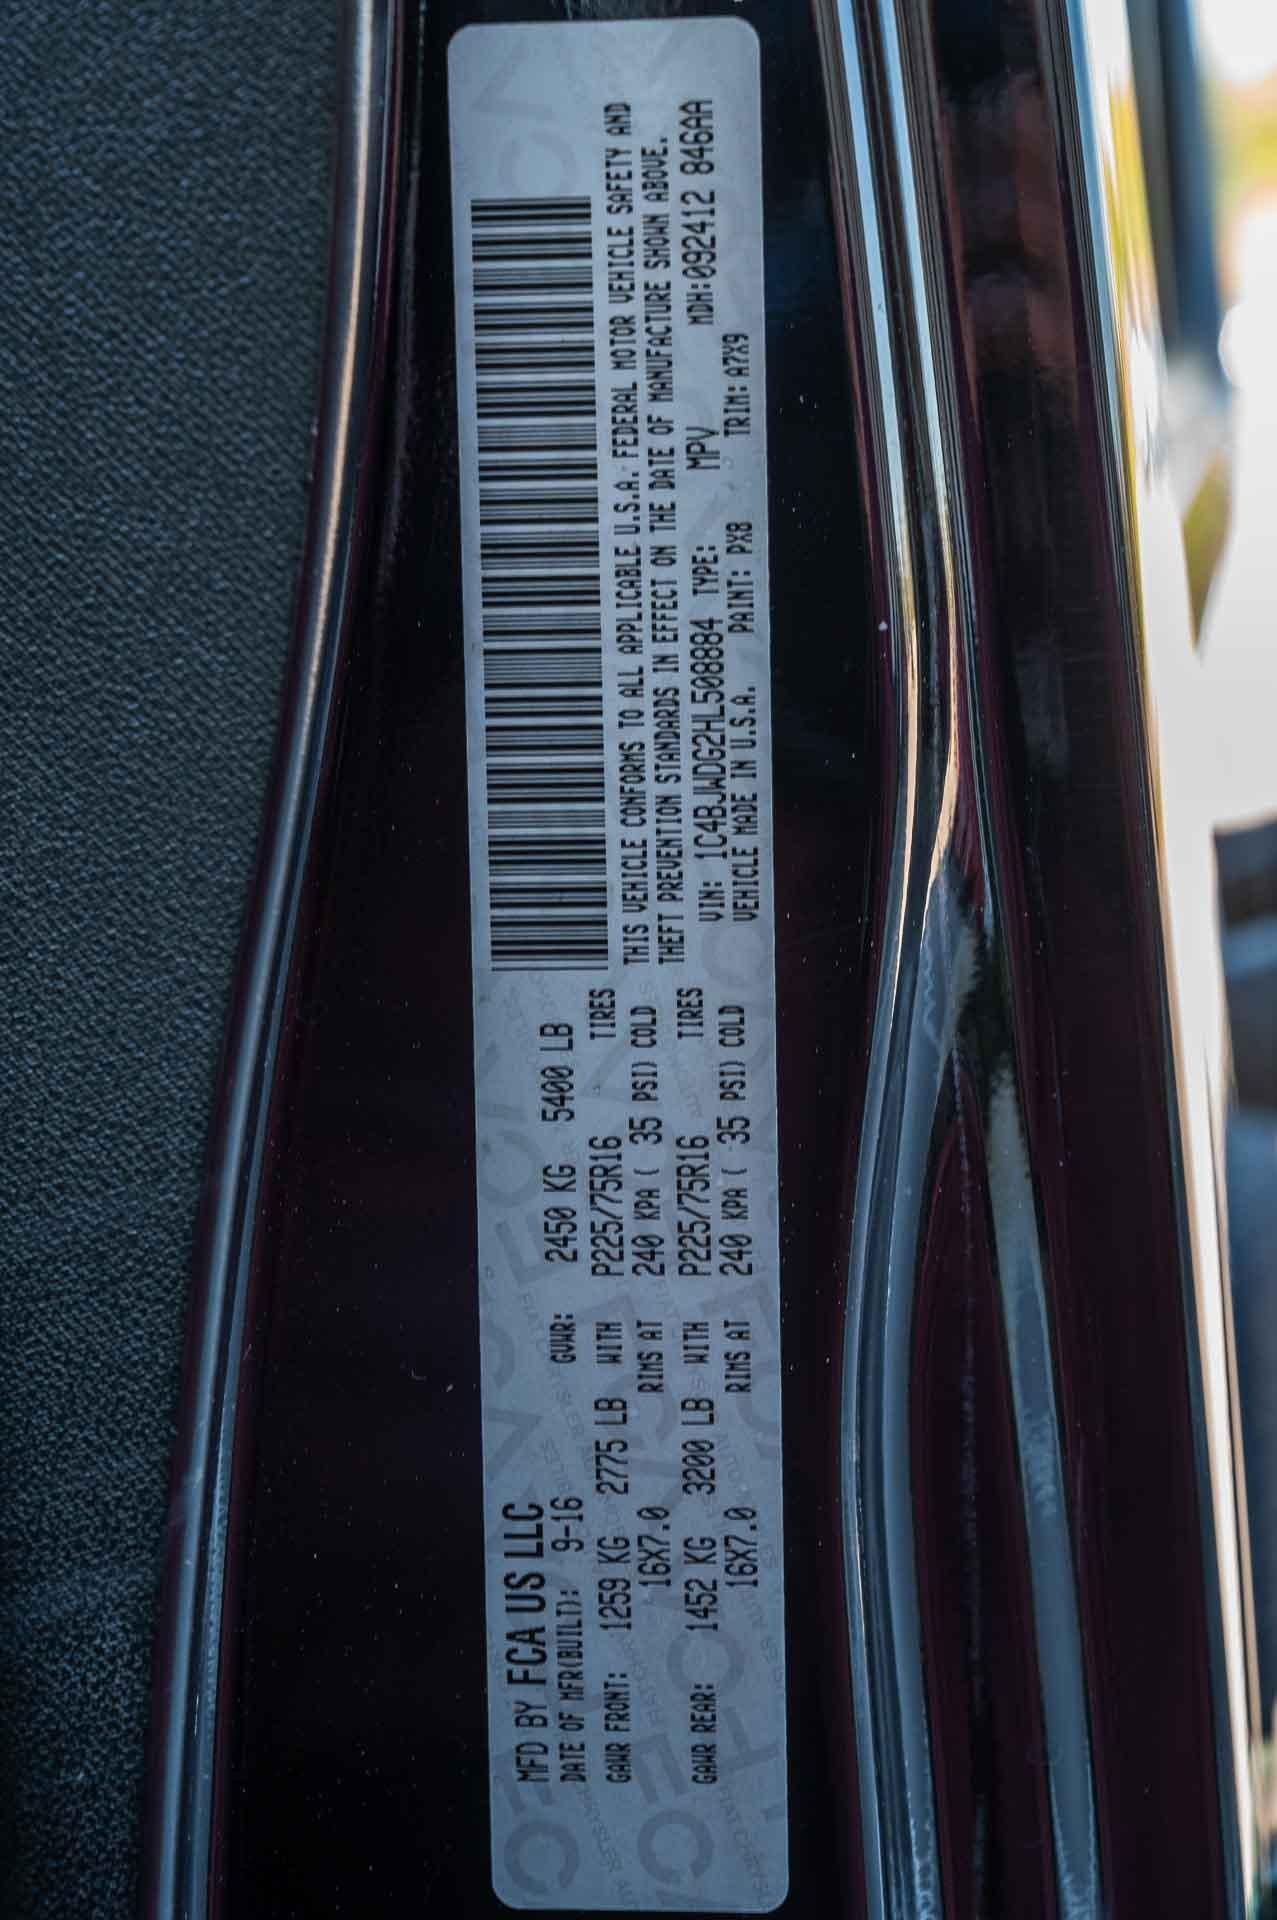 MFD BY FCA US LLC
DATE OF MFR(BUILT): 9-16 GVWR: 2450 KG 5400 LB
GAWR FRONT: 1259 KG 2775 LB WITH P225/75R16 TIRES
16X7.0 RIMS AT 240 KPA ( 35 PSI) COLD
GAWR REAR: 1452 KG 3200 LB WITH P225/75R16 TIRES
16X7.0 RIMS AT 240 KPA ( 35 PSI) COLD
THIS VEHICLE CONFORMS TO ALL APPLICABLE U.S.A. FEDERAL MOTOR VEHICLE SAFETY AND
THEFT PREVENTION STANDARDS IN EFFECT ON THE DATE OF MANUFACTURE SHOWN ABOVE.
VIN: 1C4BJWDG2HL508884 TYPE: MPV MDH:092412 846AA
VEHICLE MADE IN U.S.A. PAINT: PX8 TRIM: A7X9